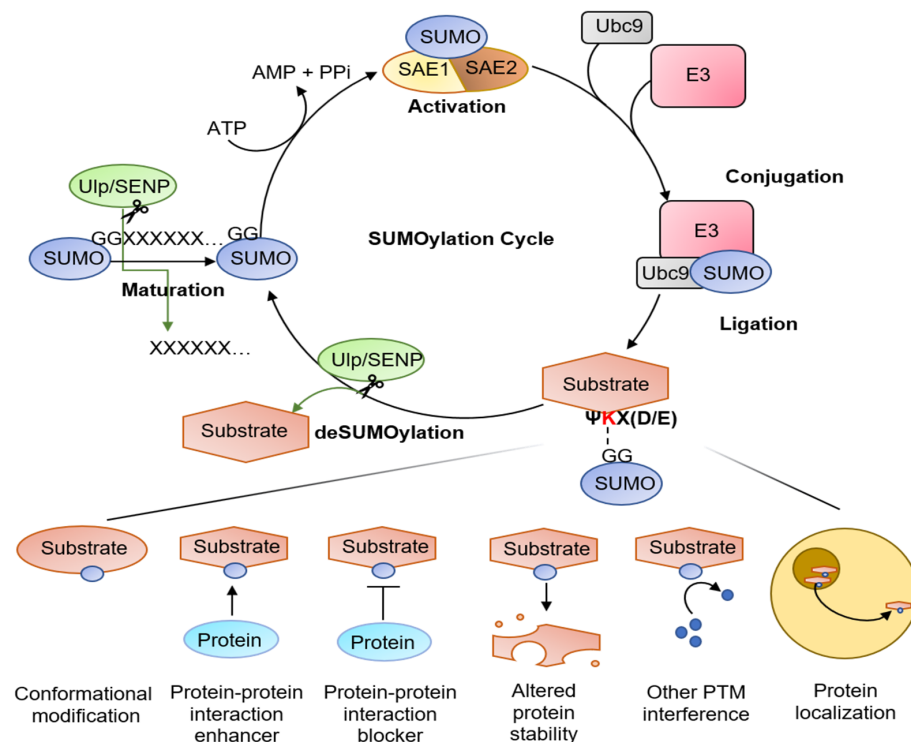 SUMO
SAE1
SAE2
Activation
Ubc9
E3
AMP + PPi
ATP
Ulp/SENP
GGXXXXXX…
GG
SUMO
SUMO
Maturation
XXXXXX…
SUMOylation Cycle
Conjugation
E3
Ubc9
SUMO
Ligation
Ulp/SENP
Substrate
deSUMOylation
Substrate
ΨKX(D/E)
GG
SUMO
Substrate
Conformational
modification
Substrate
Protein
Protein-protein
interaction
enhancer
Substrate
Protein
Protein-protein
interaction
blocker
Substrate
Altered
protein
stability
Substrate
Other PTM
interference
Protein
localization